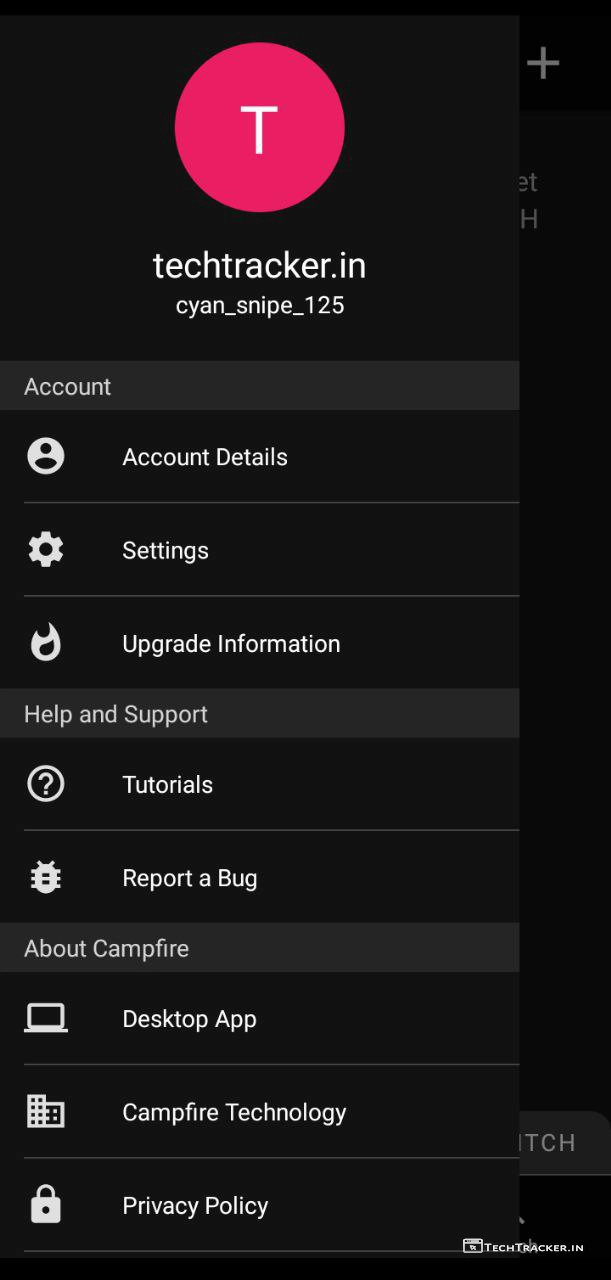 T
techtracker.in
cyan_snipe_125
et
H
Account
Account Details
Settings
Upgrade Information
Help and Support
Tutorials
Report a Bug
About Campfire
Desktop App
Campfire Technology
ITCH
Privacy Policy
TECHTRACKER.IN